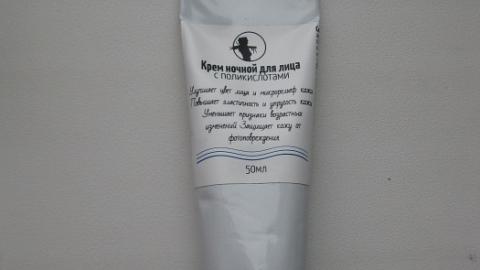 Крем ночной для лица
с поликислотами
Улучшает цвет лица и микрорельеф кожи
Повышает эластичность и упругость кожи
Уменьшает признаки возрастных
изменений Защищает кожу от
фотоповреждения
50мл